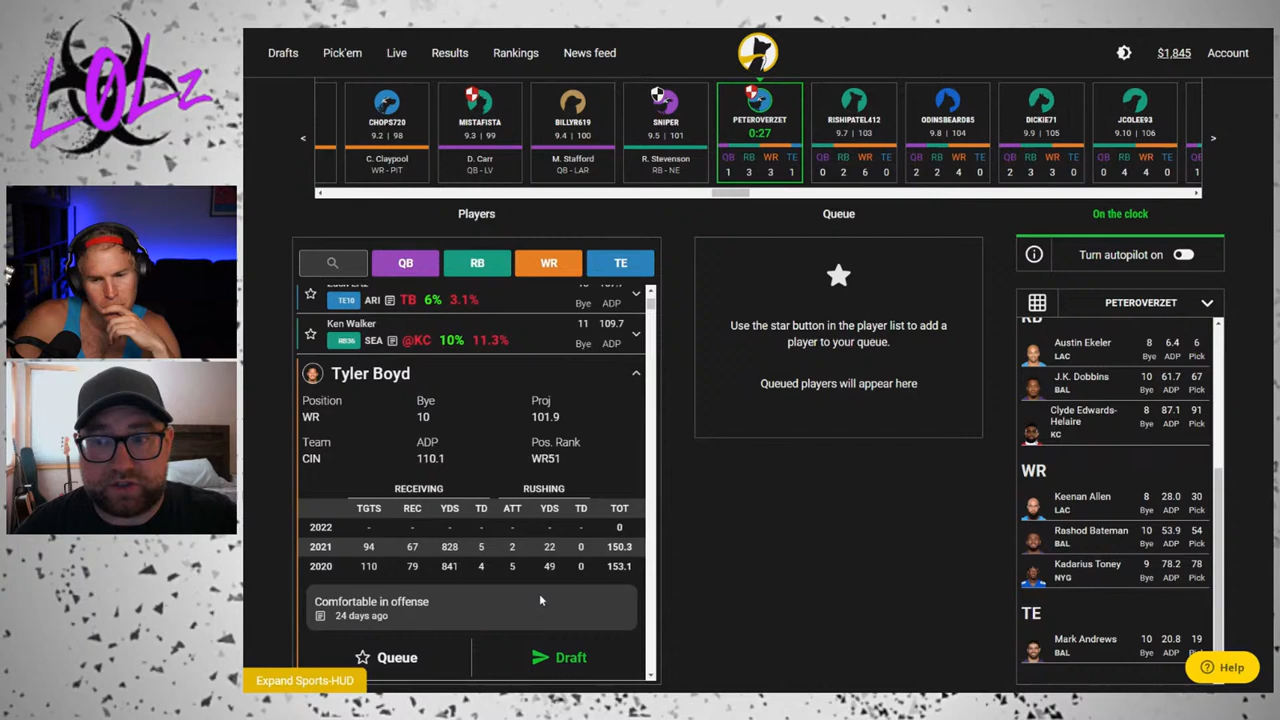 LOLz
Drafts Pick'em Live Results Rankings News feed $1,845 Account
CHOPS720 MISTAFISTA BILLYR619 SNIPER PETEROVERZET RISHIPATEL412 ODINSBEARD85 DICKIE71 JCOLEE93
9.2 | 98 9.3 | 99 9.4 | 100 9.5 | 101 0:27 9.7 | 103 9.8 | 104 9.9 | 105 9.10 | 106
< >
C. Claypool D. Carr M. Stafford R. Stevenson QB RB WR TE QB RB WR TE QB RB WR TE QB RB WR TE QB RB WR TE
WR - PIT QB - LV QB - LAR RB - NE 1 3 3 1 0 2 6 0 2 2 4 0 2 3 3 0 0 4 4 0
Players Queue On the clock
QB RB WR TE
Turn autopilot on
PETEROVERZET
TE10 ARI TB 6% 3.1% Bye ADP
Ken Walker 11 109.7
RB36 SEA @KC 10% 11.3% Bye ADP
Tyler Boyd
Position Bye Proj
WR 10 101.9
Team ADP Pos. Rank
CIN 110.1 WR51
RECEIVING RUSHING
TGTS REC YDS TD ATT YDS TD TOT
2022 - - - - - - - 0
2021 94 67 828 5 2 22 0 150.3
2020 110 79 841 4 5 49 0 153.1
Comfortable in offense
24 days ago
Queue Draft
Use the star button in the player list to add a
player to your queue.
Queued players will appear here
RB
Austin Ekeler 8 6.4 6
LAC Bye ADP Pick
J.K. Dobbins 10 61.7 67
BAL Bye ADP Pick
Clyde Edwards-
Helaire 8 87.1 91
KC Bye ADP Pick
WR
Keenan Allen 8 28.0 30
LAC Bye ADP Pick
Rashod Bateman 10 53.9 54
BAL Bye ADP Pick
Kadarius Toney 9 78.2 78
NYG Bye ADP Pick
TE
Mark Andrews 10 20.8 19
BAL Bye ADP Pick
Help
Expand Sports-HUD